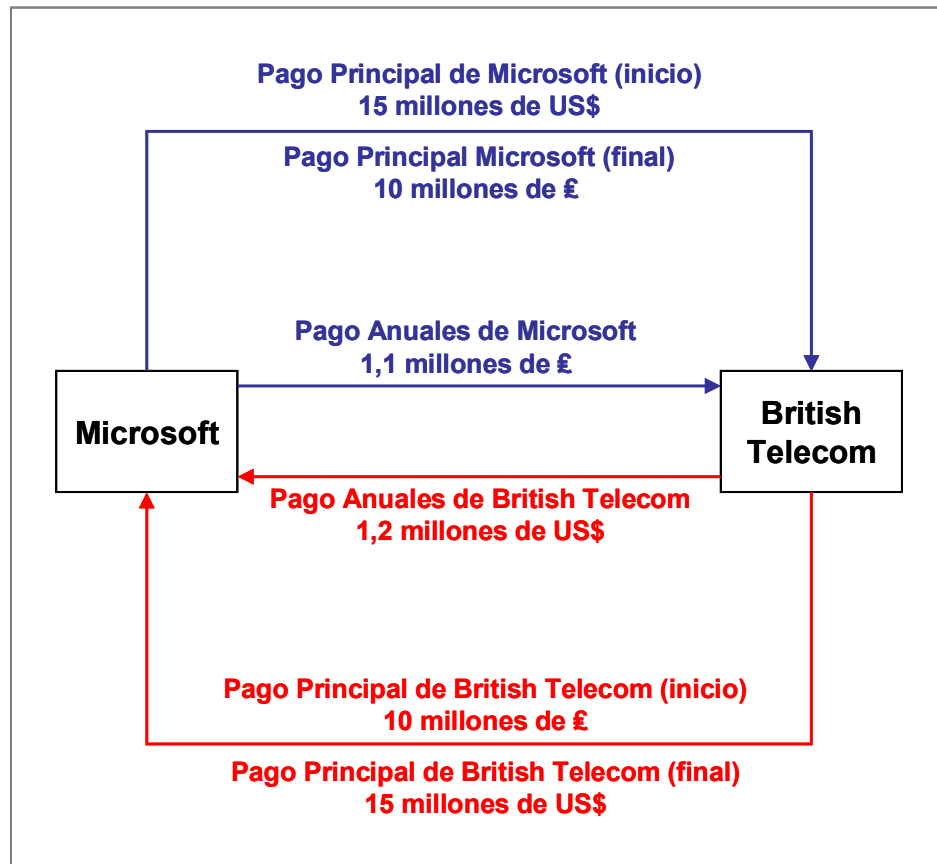 Pago Principal de Microsoft (inicio)
15 millones de US$
Pago Principal Microsoft (final)
10 millones de ₤
Pago Anuales de Microsoft
1,1 millones de ₤
Microsoft
British
Telecom
Pago Anuales de British Telecom
1,2 millones de US$
Pago Principal de British Telecom (inicio)
10 millones de ₤
Pago Principal de British Telecom (final)
15 millones de US$